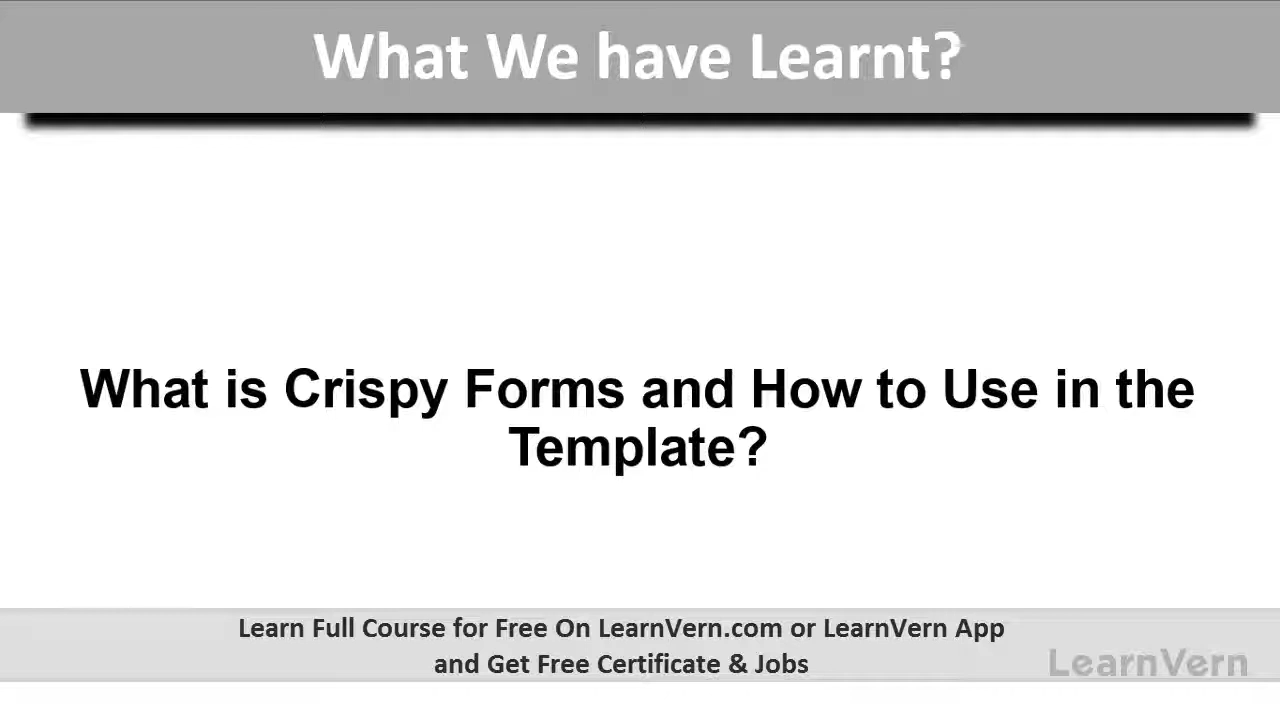 What We have Learnt?
What is Crispy Forms and How to Use in the
Template?
Learn Full Course for Free On LearnVern.com or LearnVern App
and Get Free Certificate & Jobs
LearnVern